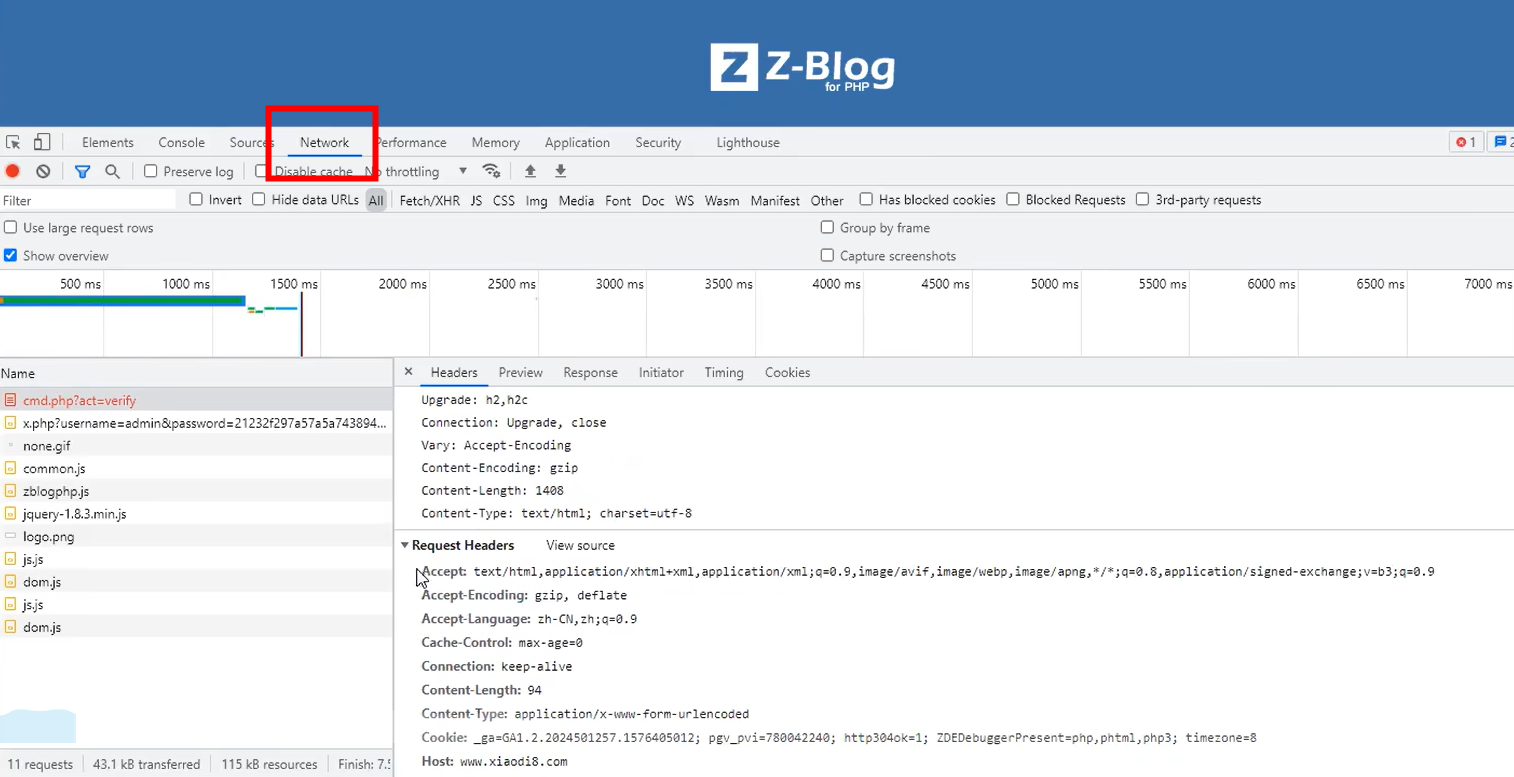 Z Z-Blog
for PHP
Elements Console Sources Network Performance Memory Application Security Lighthouse 1 2
Preserve log Disable cache No throttling
Filter Invert Hide data URLs All Fetch/XHR JS CSS Img Media Font Doc WS Wasm Manifest Other Has blocked cookies Blocked Requests 3rd-party requests
Use large request rows Group by frame
Show overview Capture screenshots
500 ms 1000 ms 1500 ms 2000 ms 2500 ms 3000 ms 3500 ms 4000 ms 4500 ms 5000 ms 5500 ms 6000 ms 6500 ms 7000 ms
Name
cmd.php?act=verify
x.php?username=admin&password=21232f297a57a5a743894...
none.gif
common.js
zblogphp.js
jquery-1.8.3.min.js
logo.png
js.js
dom.js
js.js
dom.js
11 requests 43.1 kB transferred 115 kB resources Finish: 7.5
Headers Preview Response Initiator Timing Cookies
Upgrade: h2,h2c
Connection: Upgrade, close
Vary: Accept-Encoding
Content-Encoding: gzip
Content-Length: 1408
Content-Type: text/html; charset=utf-8
Request Headers View source
Accept: text/html,application/xhtml+xml,application/xml;q=0.9,image/avif,image/webp,image/apng,*/*;q=0.8,application/signed-exchange;v=b3;q=0.9
Accept-Encoding: gzip, deflate
Accept-Language: zh-CN,zh;q=0.9
Cache-Control: max-age=0
Connection: keep-alive
Content-Length: 94
Content-Type: application/x-www-form-urlencoded
Cookie: _ga=GA1.2.2024501257.1576405012; pgv_pvi=780042240; http304ok=1; ZDEDebuggerPresent=php,phtml,php3; timezone=8
Host: www.xiaodi8.com